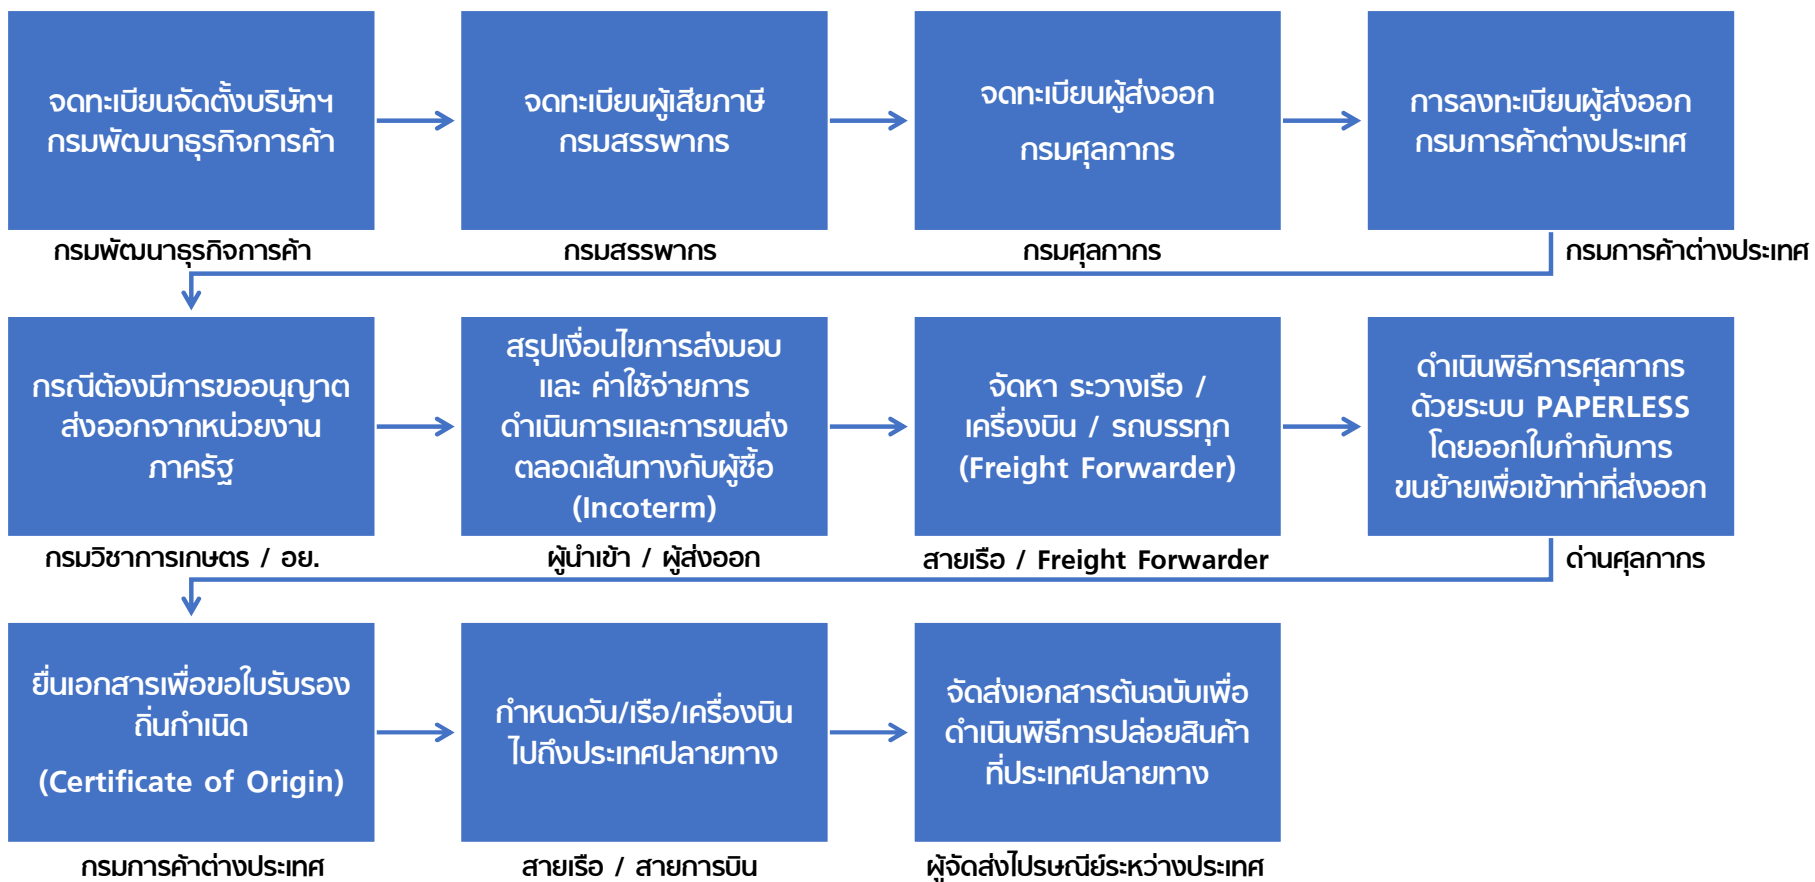 จดทะเบียนจัดตั้งบริษัทฯ
กรมพัฒนาธุรกิจการค้า
กรมพัฒนาธุรกิจการค้า
จดทะเบียนผู้เสียภาษี
กรมสรรพากร
กรมสรรพากร
จดทะเบียนผู้ส่งออก
กรมศุลกากร
กรมศุลกากร
การลงทะเบียนผู้ส่งออก
กรมการค้าต่างประเทศ
กรมการค้าต่างประเทศ
กรณีต้องมีการขออนุญาต
ส่งออกจากหน่วยงาน
ภาครัฐ
กรมวิชาการเกษตร / อย.
สรุปเงื่อนไขการส่งมอบ
และ ค่าใช้จ่ายการ
ดำเนินการและการขนส่ง
ตลอดเส้นทางกับผู้ซื้อ
(Incoterm)
ผู้นำเข้า / ผู้ส่งออก
จัดหา ระวางเรือ /
เครื่องบิน / รถบรรทุก
(Freight Forwarder)
สายเรือ / Freight Forwarder
ดำเนินพิธีการศุลกากร
ด้วยระบบ PAPERLESS
โดยออกใบกำกับการ
ขนย้ายเพื่อเข้าท่าที่ส่งออก
ด่านศุลกากร
ยื่นเอกสารเพื่อขอใบรับรอง
ถิ่นกำเนิด
(Certificate of Origin)
กรมการค้าต่างประเทศ
กำหนดวัน/เรือ/เครื่องบิน
ไปถึงประเทศปลายทาง
สายเรือ / สายการบิน
จัดส่งเอกสารต้นฉบับเพื่อ
ดำเนินพิธีการปล่อยสินค้า
ที่ประเทศปลายทาง
ผู้จัดส่งไปรษณีย์ระหว่างประเทศ